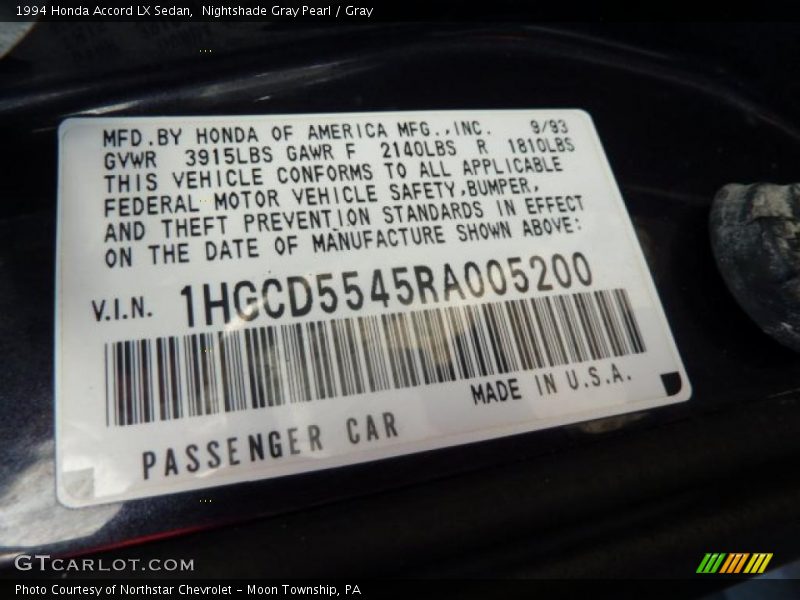 1994 Honda Accord LX Sedan,  Nightshade Gray Pearl / Gray
MFD.BY HONDA OF AMERICA MFG.,INC. 9/93
GVWR 3915LBS GAWR F 2140LBS R 1810LBS
THIS VEHICLE CONFORMS TO ALL APPLICABLE
FEDERAL MOTOR VEHICLE SAFETY,BUMPER,
AND THEFT PREVENTION STANDARDS IN EFFECT
ON THE DATE OF MANUFACTURE SHOWN ABOVE:
V.I.N. 1HGCD5545RA005200
MADE IN U.S.A.
PASSENGER CAR
GTCARLOT.COM
Photo Courtesy of Northstar Chevrolet - Moon Township, PA